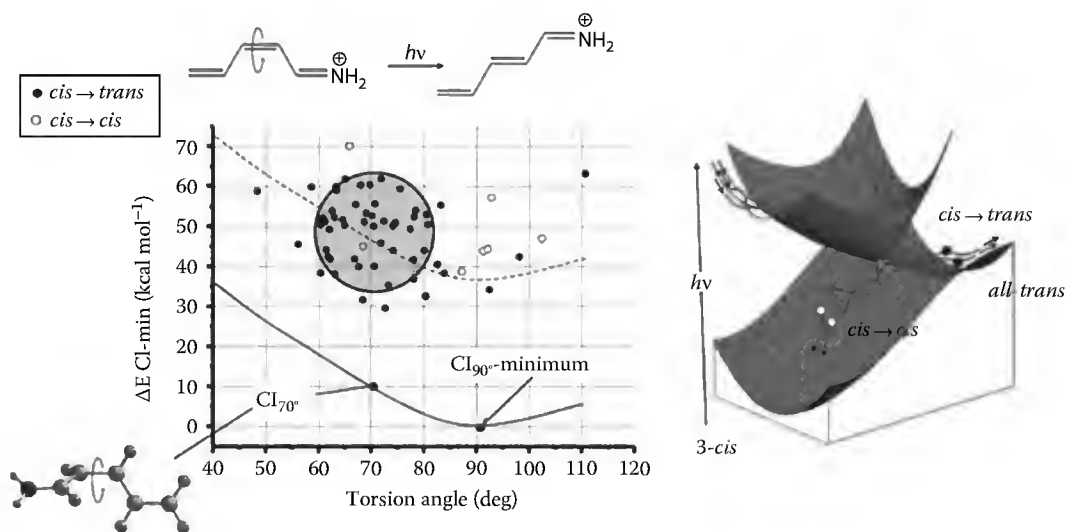 ⊕
NH2
hν
⊕
NH2
cis → trans
cis → cis
70
60
50
40
30
20
10
0
ΔE CI-min (kcal mol−1)
CI70°
CI90°-minimum
40 50 60 70 80 90 100 110 120
Torsion angle (deg)
hν
cis → trans
all trans
cis → cis
3-cis